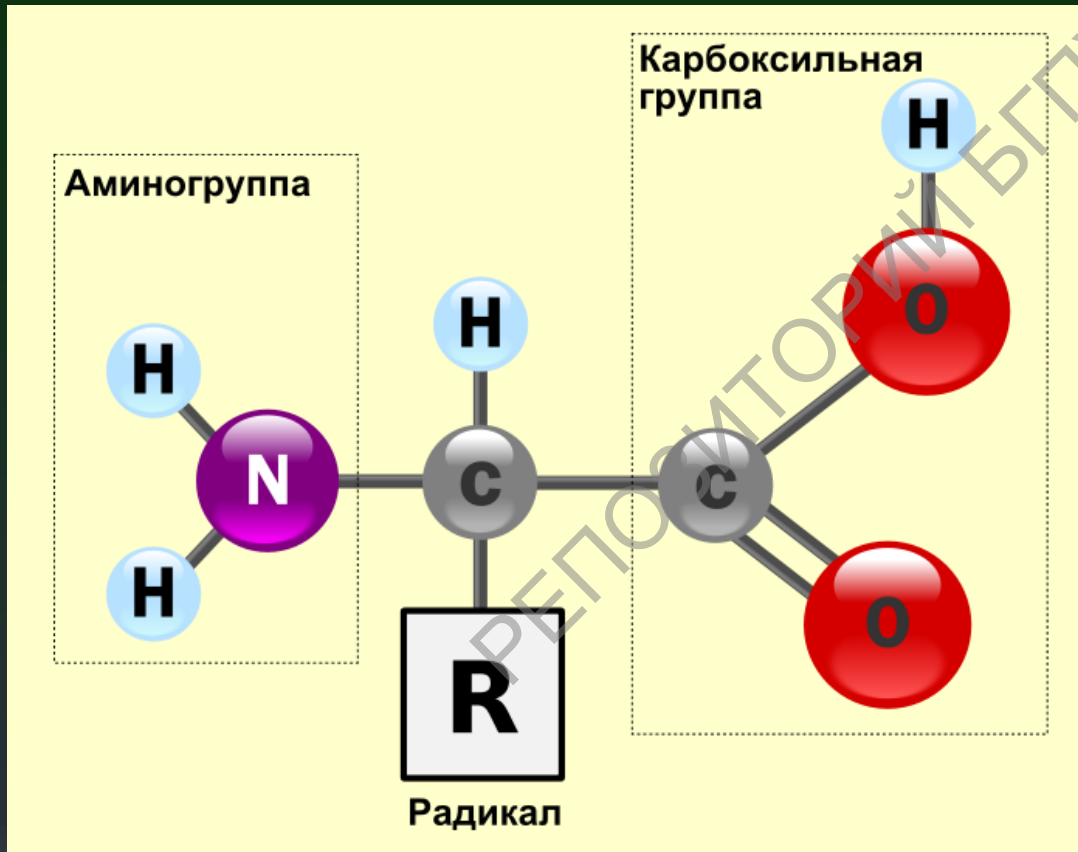 Карбоксильная
группа
H
Аминогруппа
O
H
H
N
C
C
H
O
R
Радикал
РЕПОЗИТОРИЙ БГП